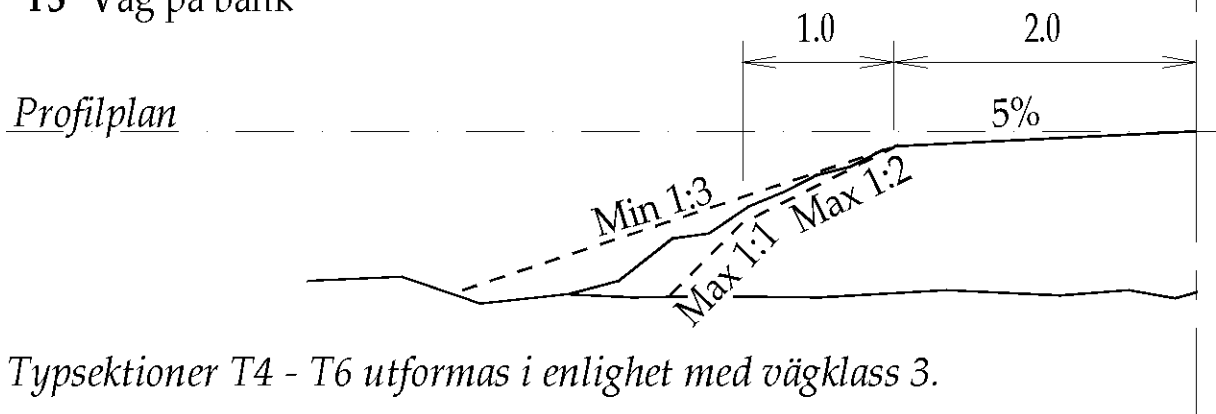 T3 Väg på bank
1.0
2.0
Profilplan
5%
Min 1:3
Max 1:2
Max 1:1
Typsektioner T4 - T6 utformas i enlighet med vägklass 3.